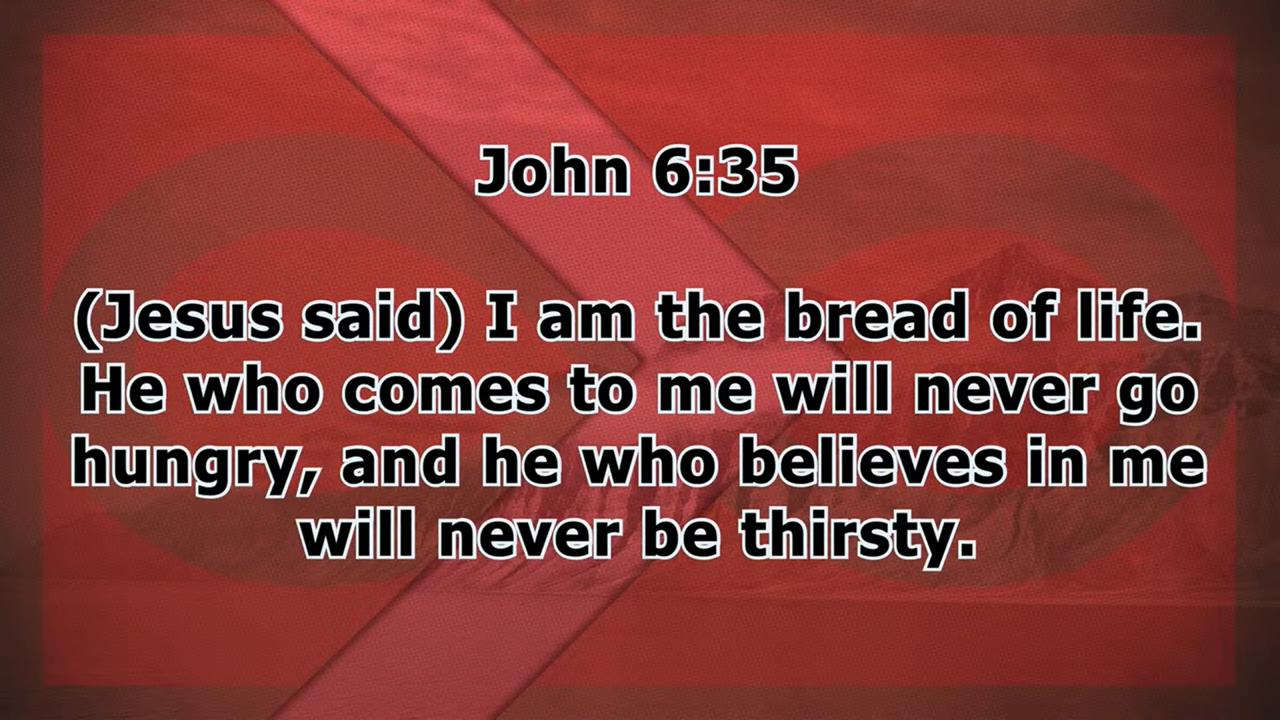 John 6:35
(Jesus said) I am the bread of life.
He who comes to me will never go
hungry, and he who believes in me
will never be thirsty.